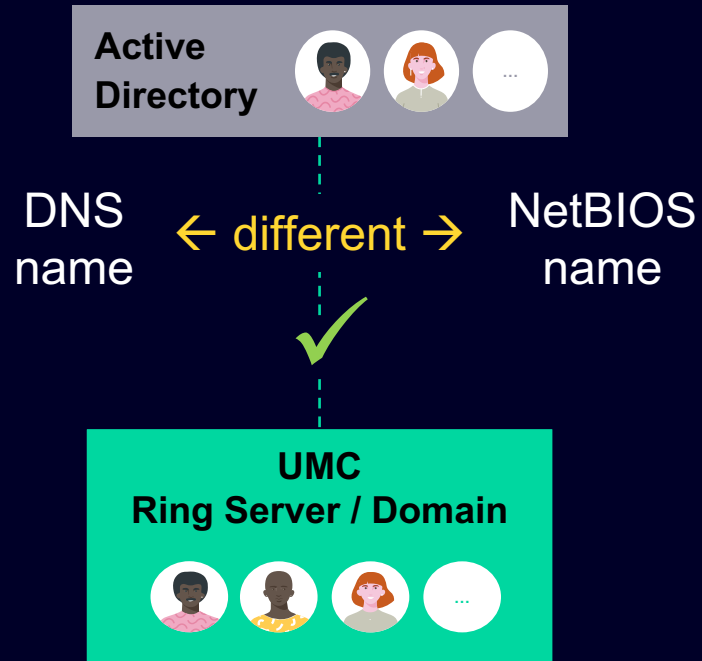 Active
Directory
...
DNS
name
← different →
NetBIOS
name
UMC
Ring Server / Domain
...